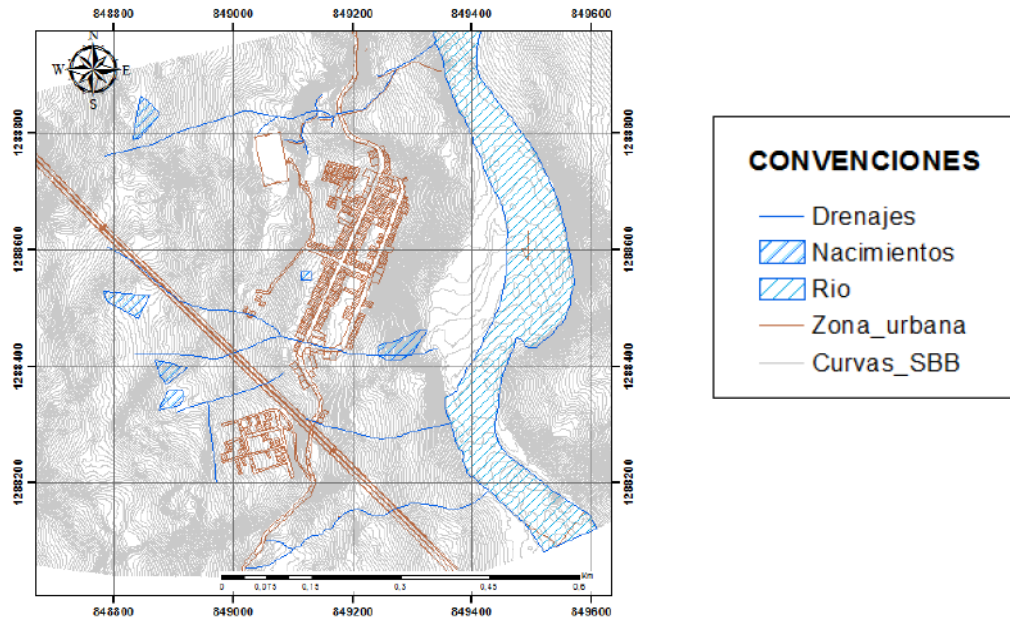 848800 849000 849200 849400 849600
N
W E
S
1288800 1288800
1288600 1288600
1288400 1288400
1288200 1288200
Km
0 0,075 0,15 0,3 0,45 0,6
848800 849000 849200 849400 849600
CONVENCIONES
Drenajes
Nacimientos
Rio
Zona_urbana
Curvas_SBB